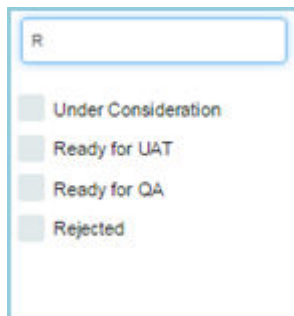 R
Under Consideration
Ready for UAT
Ready for QA
Rejected